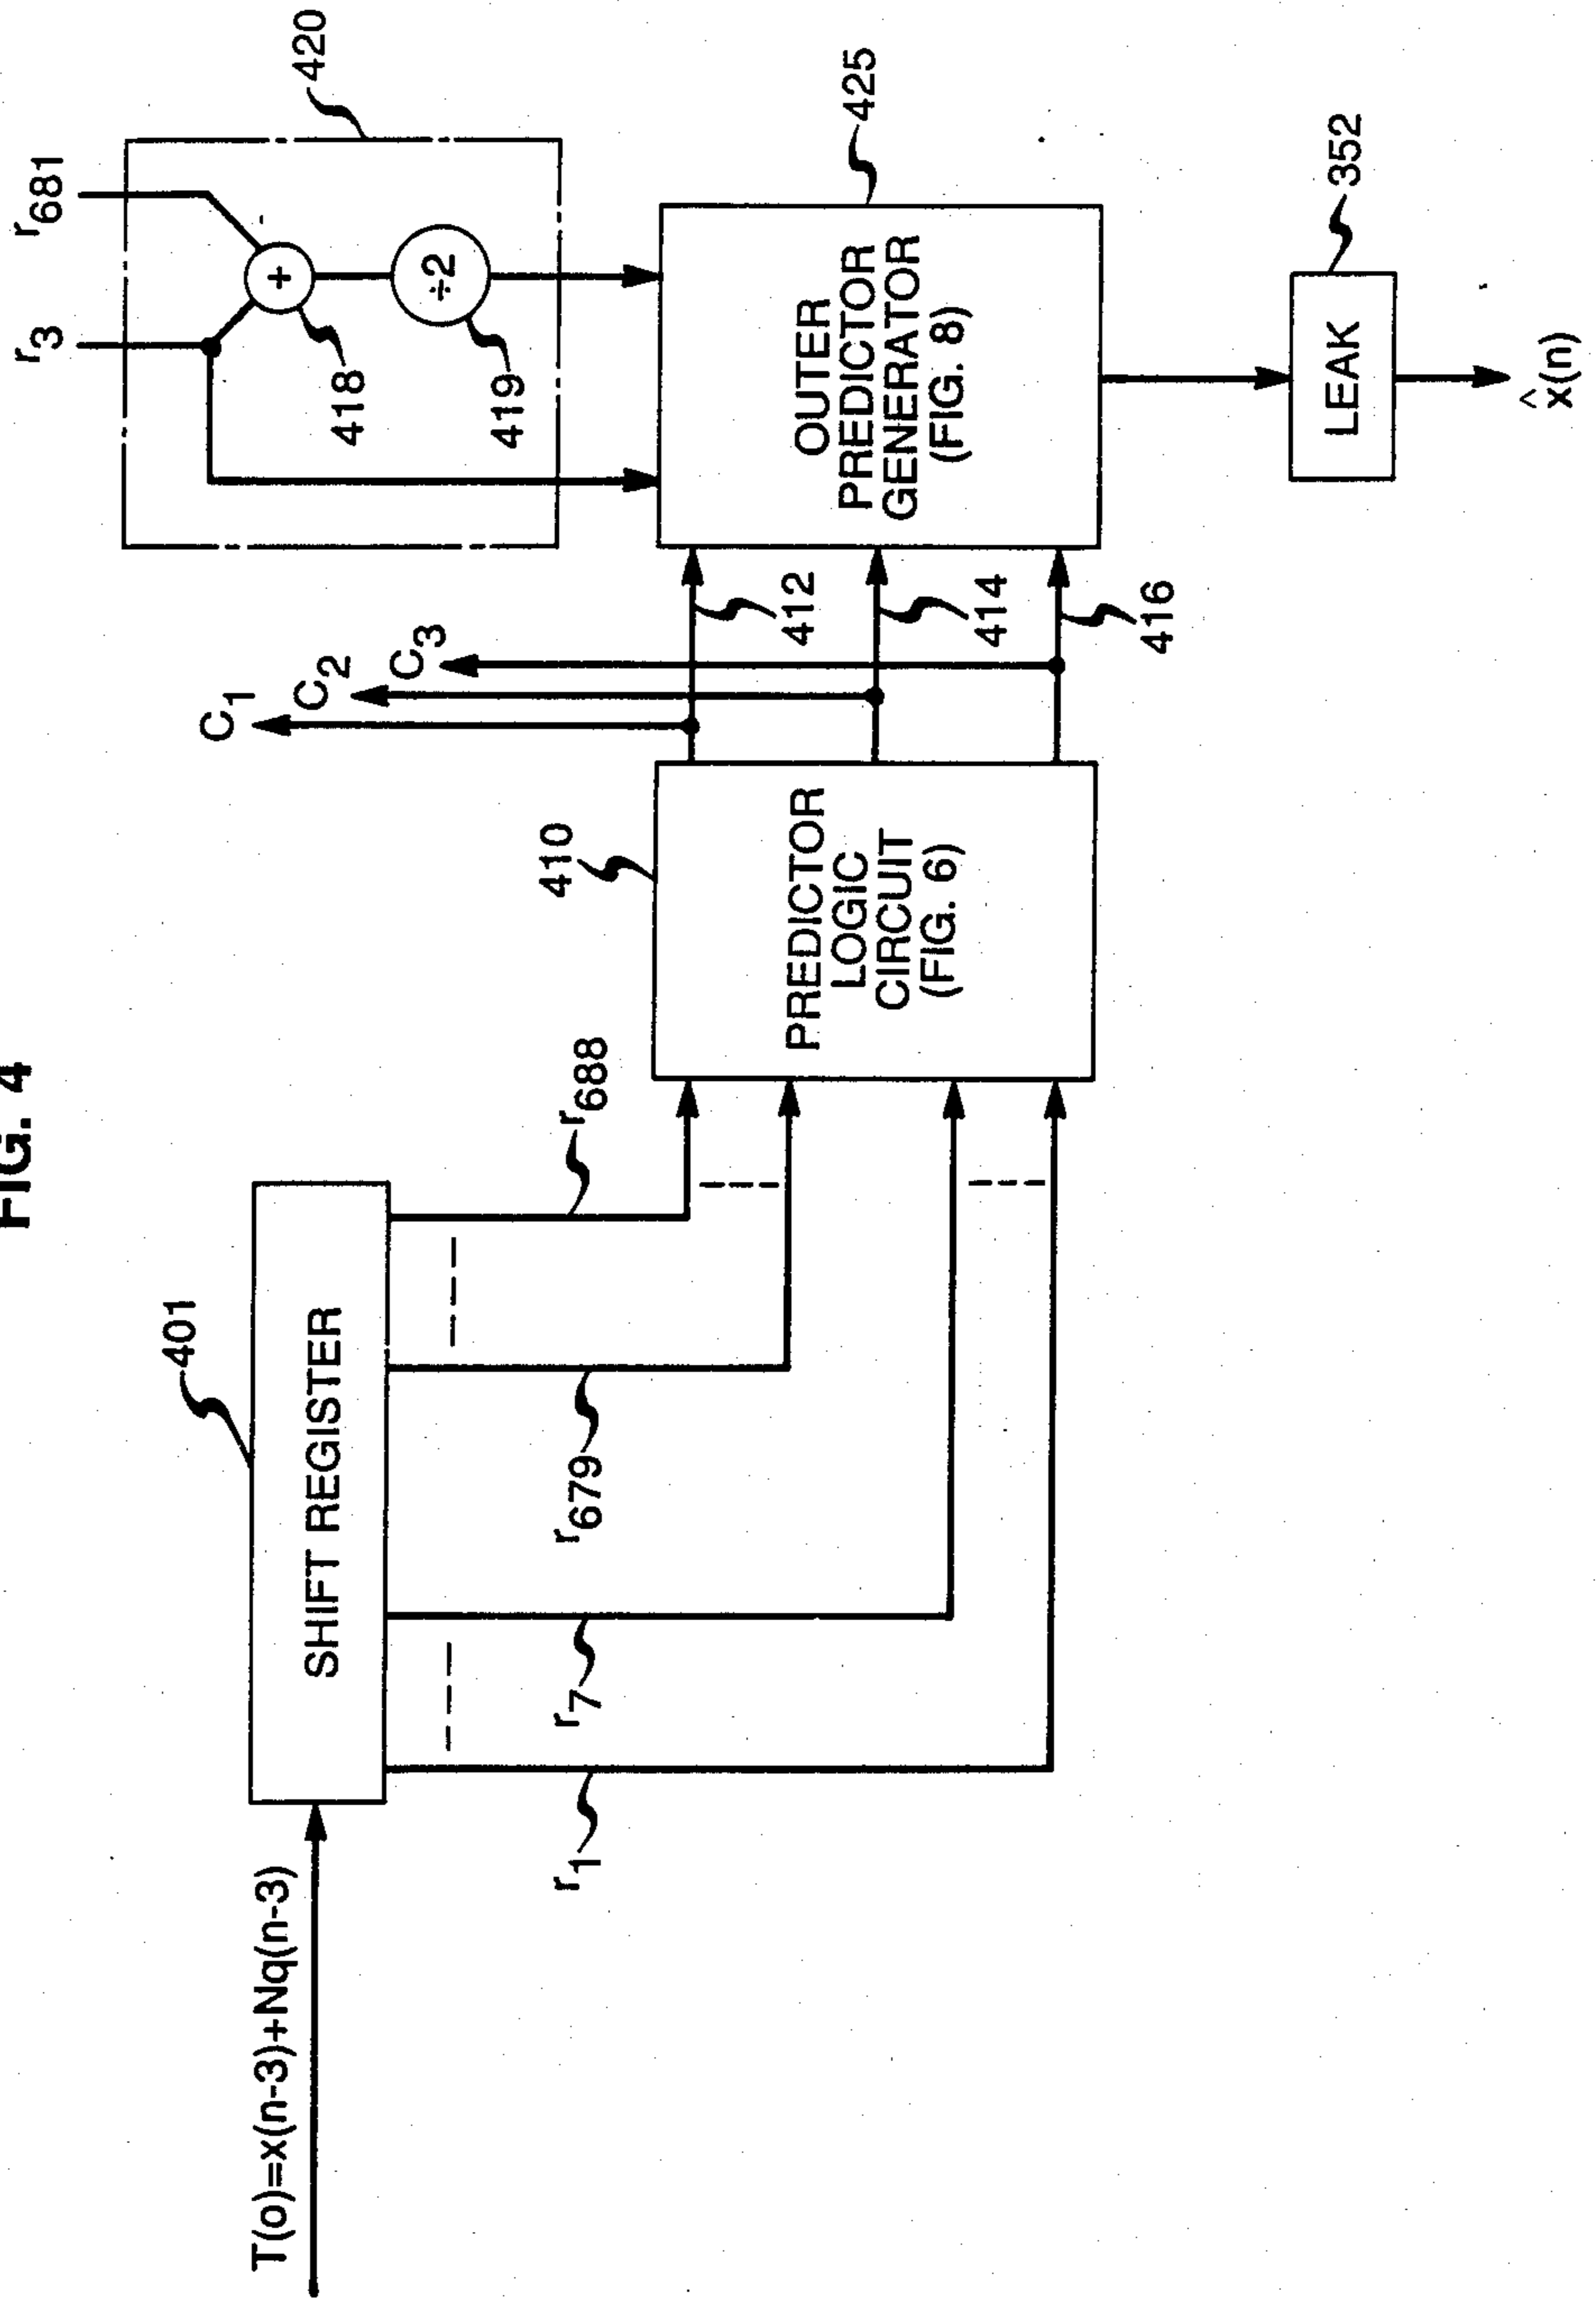 FIG. 4
T(o)=x(n-3)+Nq(n-3)
401
SHIFT REGISTER
r1
r7
r679
r688
410
PREDICTOR
LOGIC
CIRCUIT
(FIG. 6)
C1
C2
C3
412
414
416
r3
r681
420
+
418
÷2
419
425
OUTER
PREDICTOR
GENERATOR
(FIG. 8)
352
LEAK
x̂(n)